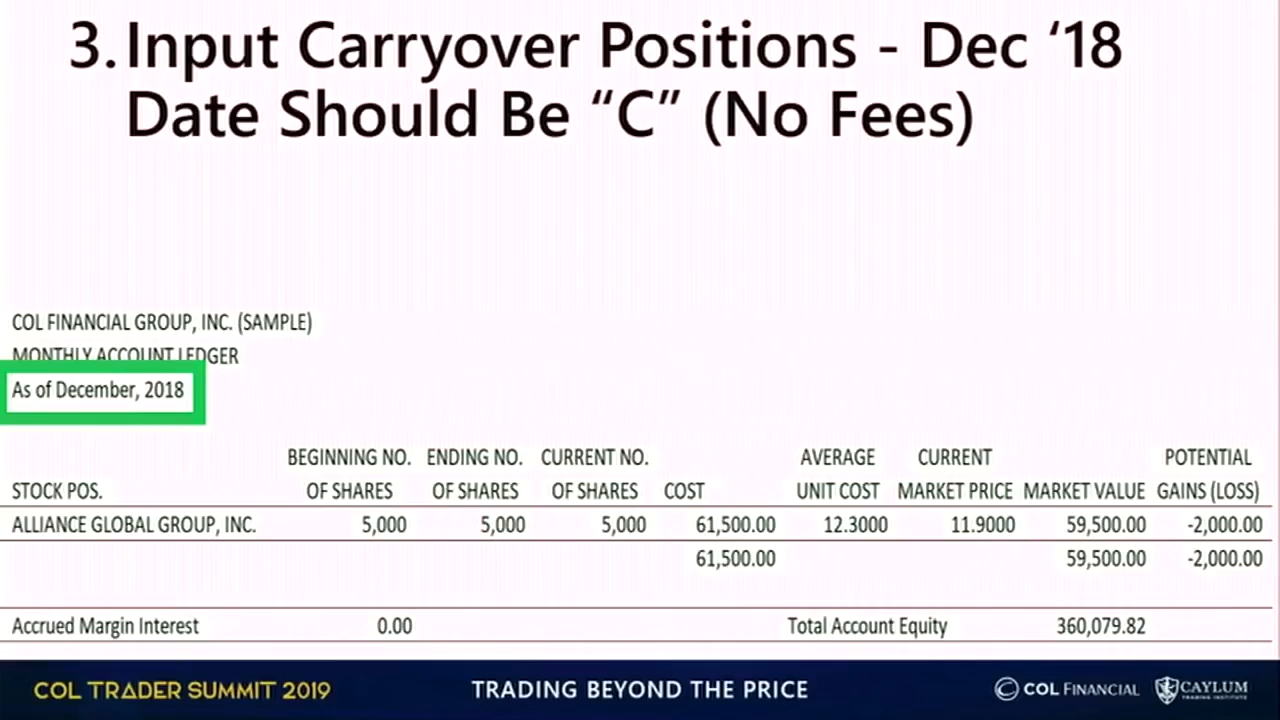 3. Input Carryover Positions - Dec ‘18
Date Should Be “C” (No Fees)
COL FINANCIAL GROUP, INC. (SAMPLE)
MONTHLY ACCOUNT LEDGER
As of December, 2018
BEGINNING NO. ENDING NO. CURRENT NO. AVERAGE CURRENT POTENTIAL
STOCK POS. OF SHARES OF SHARES OF SHARES COST UNIT COST MARKET PRICE MARKET VALUE GAINS (LOSS)
ALLIANCE GLOBAL GROUP, INC. 5,000 5,000 5,000 61,500.00 12.3000 11.9000 59,500.00 -2,000.00
61,500.00 59,500.00 -2,000.00
Accrued Margin Interest 0.00 Total Account Equity 360,079.82
COL TRADER SUMMIT 2019 TRADING BEYOND THE PRICE COL FINANCIAL CAYLUM
TRADING INSTITUTE